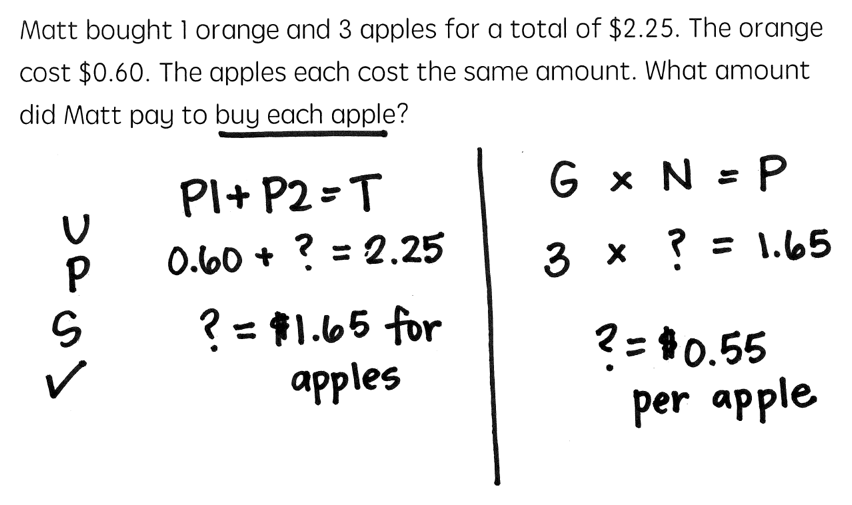 Matt bought 1 orange and 3 apples for a total of $2.25. The orange
cost $0.60. The apples each cost the same amount. What amount
did Matt pay to buy each apple?
U
P
S
✓
P1 + P2 = T
0.60 + ? = 2.25
? = $1.65 for
apples
G x N = P
3 x ? = 1.65
? = $0.55
per apple